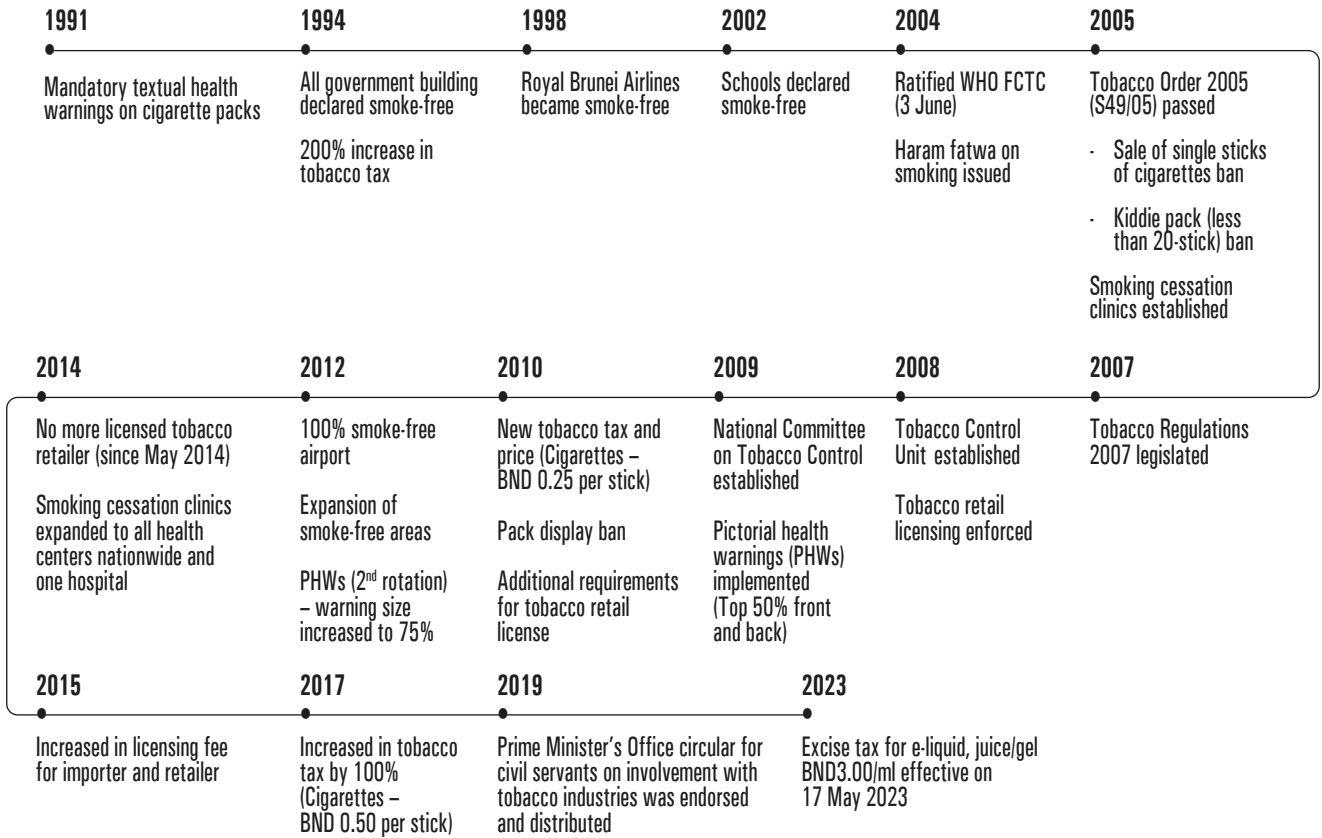 1991
Mandatory textual health
warnings on cigarette packs
1994
All government building
declared smoke-free
200% increase in
tobacco tax
1998
Royal Brunei Airlines
became smoke-free
2002
Schools declared
smoke-free
2004
Ratified WHO FCTC
(3 June)
Haram fatwa on
smoking issued
2005
Tobacco Order 2005
(S49/05) passed
- Sale of single sticks
of cigarettes ban
- Kiddie pack (less
than 20-stick) ban
Smoking cessation
clinics established
2007
Tobacco Regulations
2007 legislated
2008
Tobacco Control
Unit established
Tobacco retail
licensing enforced
2009
National Committee
on Tobacco Control
established
Pictorial health
warnings (PHWs)
implemented
(Top 50% front
and back)
2010
New tobacco tax and
price (Cigarettes –
BND 0.25 per stick)
Pack display ban
Additional requirements
for tobacco retail
license
2012
100% smoke-free
airport
Expansion of
smoke-free areas
PHWs (2nd rotation)
– warning size
increased to 75%
2014
No more licensed tobacco
retailer (since May 2014)
Smoking cessation clinics
expanded to all health
centers nationwide and
one hospital
2015
Increased in licensing fee
for importer and retailer
2017
Increased in tobacco
tax by 100%
(Cigarettes –
BND 0.50 per stick)
2019
Prime Minister's Office circular for
civil servants on involvement with
tobacco industries was endorsed
and distributed
2023
Excise tax for e-liquid, juice/gel
BND3.00/ml effective on
17 May 2023